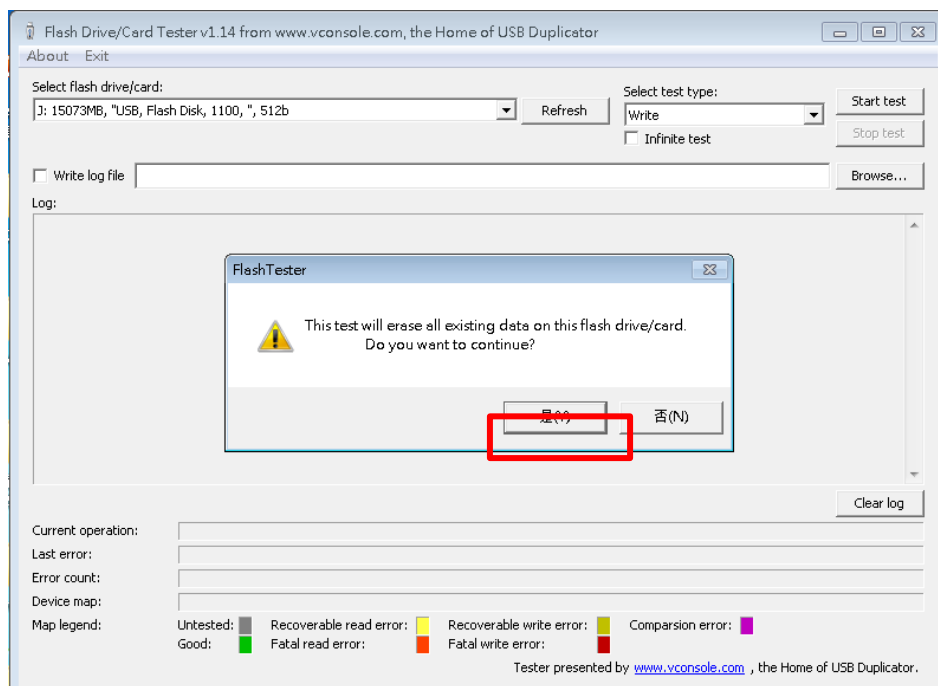 Flash Drive/Card Tester v1.14 from www.vconsole.com, the Home of USB Duplicator
About Exit
Select flash drive/card:
J: 15073MB, "USB, Flash Disk, 1100, ", 512b
Refresh
Select test type:
Write
Infinite test
Start test
Stop test
Write log file
Browse...
Log:
FlashTester
This test will erase all existing data on this flash drive/card.
Do you want to continue?
是(Y)
否(N)
Clear log
Current operation:
Last error:
Error count:
Device map:
Map legend:
Untested: Recoverable read error: Recoverable write error: Comparsion error:
Good: Fatal read error: Fatal write error:
Tester presented by www.vconsole.com , the Home of USB Duplicator.